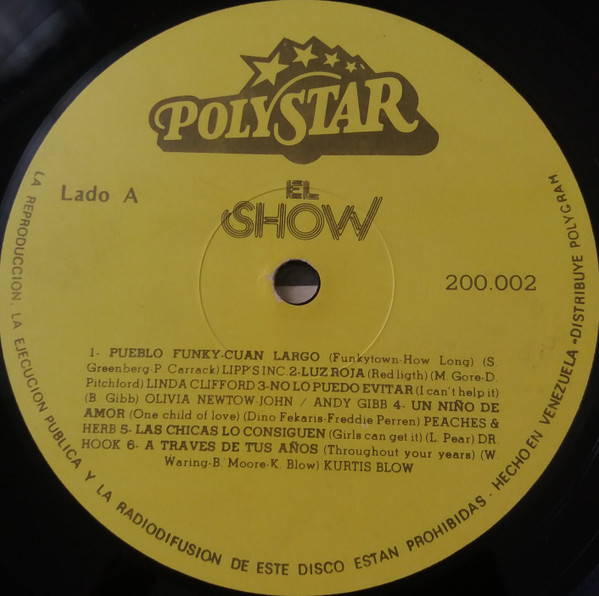 POLYSTAR
Lado A
EL
SHOW
200.002
1- PUEBLO FUNKY-CUAN LARGO (Funkytown-How Long) (S.
Greenberg-P. Carrack) LIPP'S INC. 2-LUZ ROJA (Red ligth) (M. Gore-D.
Pitchford) LINDA CLIFFORD 3-NO LO PUEDO EVITAR (I can't help it)
(B. Gibb) OLIVIA NEWTOW-JOHN / ANDY GIBB 4- UN NIÑO DE
AMOR (One child of love) (Dino Fekaris-Freddie Perren) PEACHES &
HERB 5- LAS CHICAS LO CONSIGUEN (Girls can get it) (L. Pear) DR
HOOK 6- A TRAVES DE TUS AÑOS (Throughout your years) (W
Waring-B. Moore-K. Blow) KURTIS BLOW
LA REPRODUCCION, LA EJECUCION PUBLICA Y LA RADIODIFUSION DE ESTE DISCO ESTAN PROHIBIDAS. HECHO EN VENEZUELA-DISTRIBUYE POLYGRAM